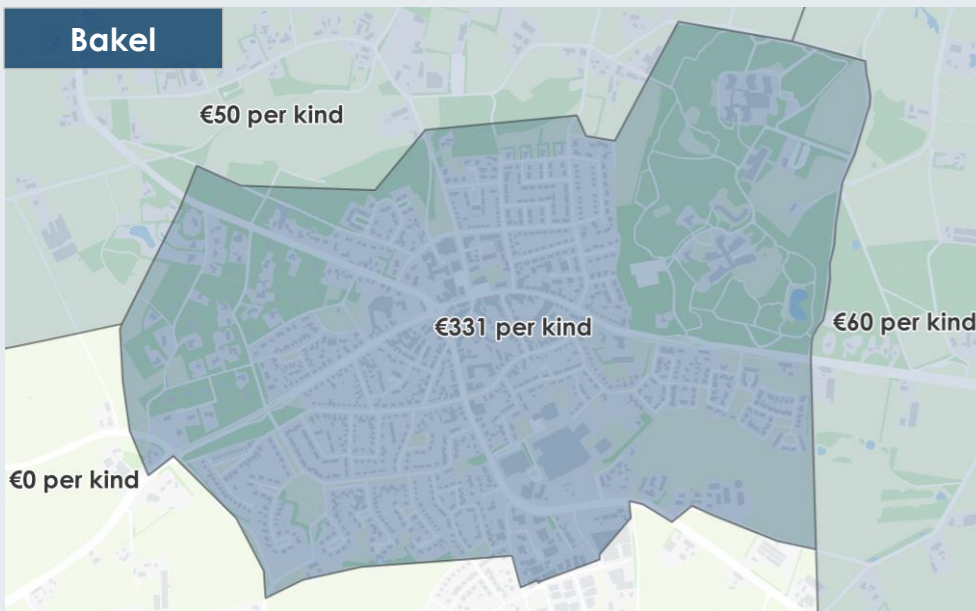 Bakel
€50 per kind
€331 per kind
€60 per kind
€0 per kind